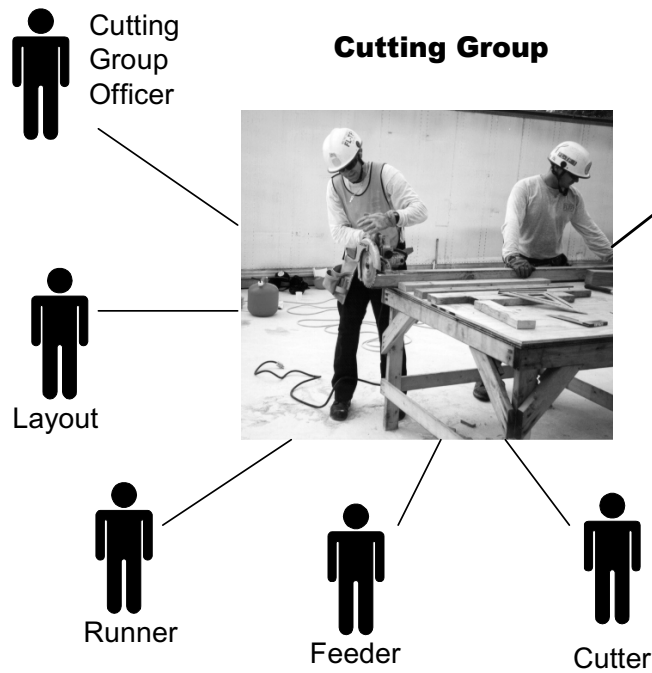 Cutting
Group
Officer
Cutting Group
Layout
Runner
Feeder
Cutter